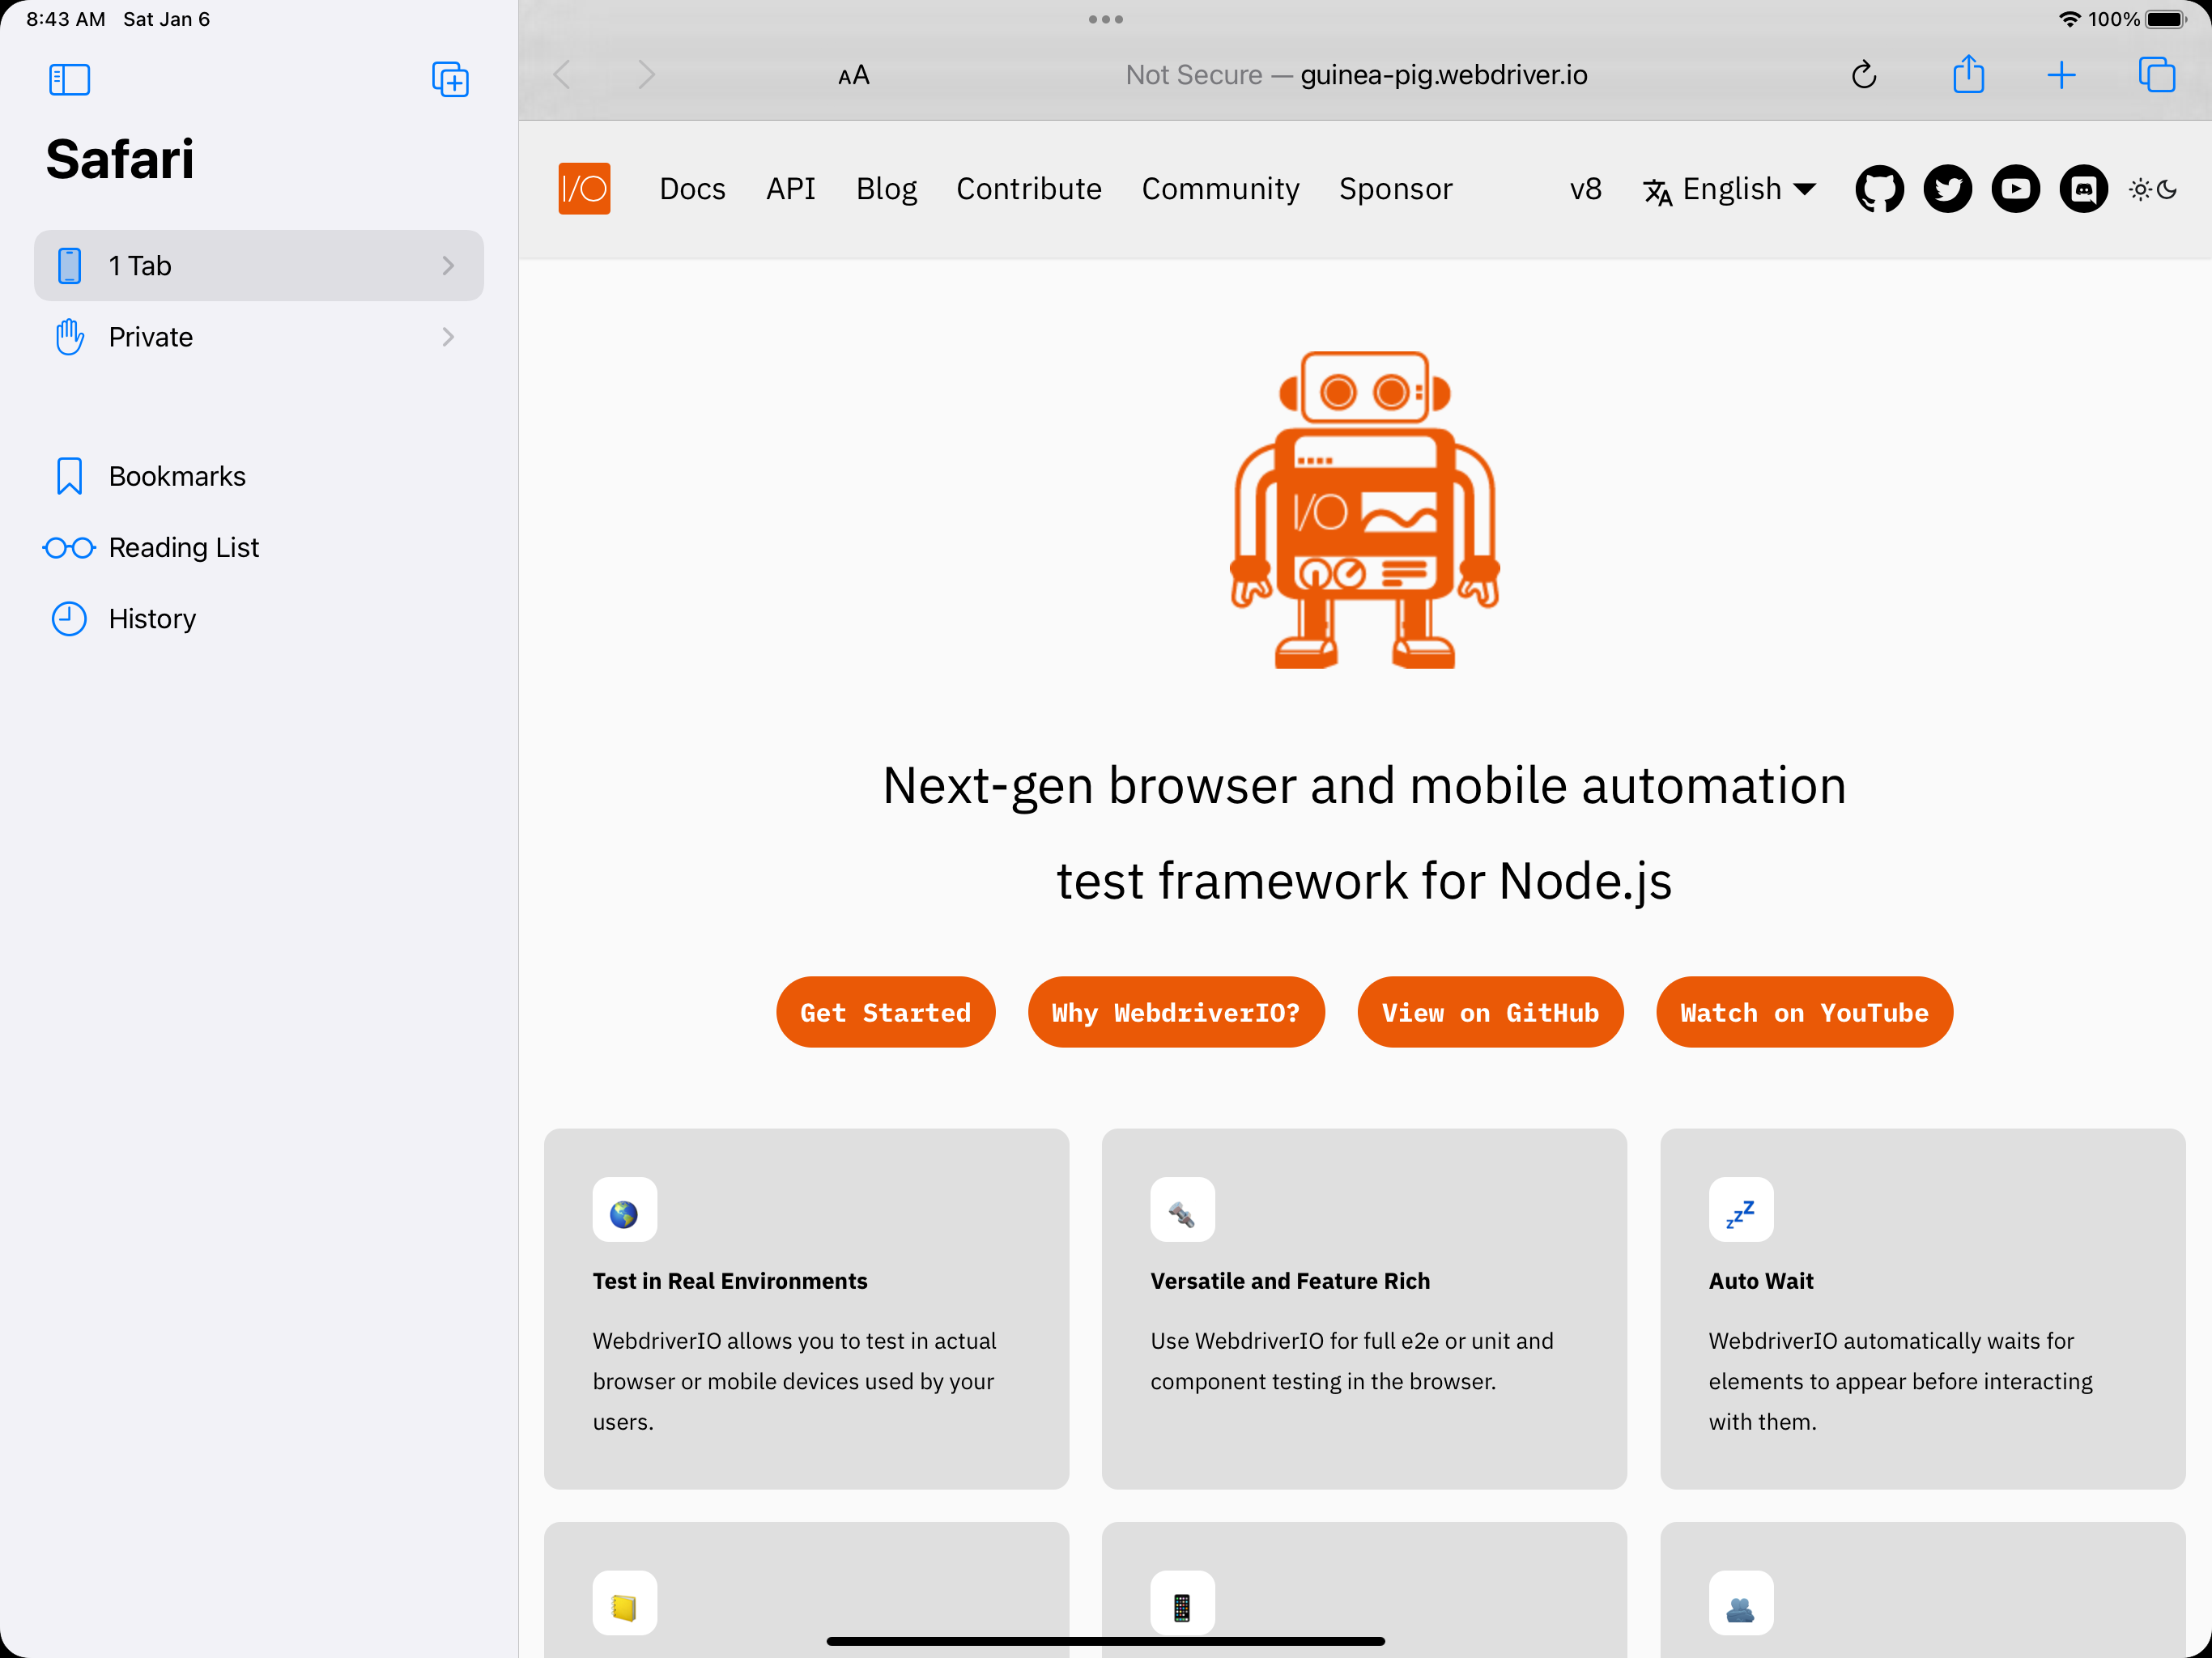 8:43 AM Sat Jan 6
100%
Safari
1 Tab
Private
Bookmarks
Reading List
History
AA
Not Secure — guinea-pig.webdriver.io
I/O
Docs API Blog Contribute Community Sponsor v8 English
I/O
Next-gen browser and mobile automation
test framework for Node.js
Get Started Why WebdriverIO? View on GitHub Watch on YouTube
Test in Real Environments
WebdriverIO allows you to test in actual
browser or mobile devices used by your
users.
Versatile and Feature Rich
Use WebdriverIO for full e2e or unit and
component testing in the browser.
zzZ
Auto Wait
WebdriverIO automatically waits for
elements to appear before interacting
with them.